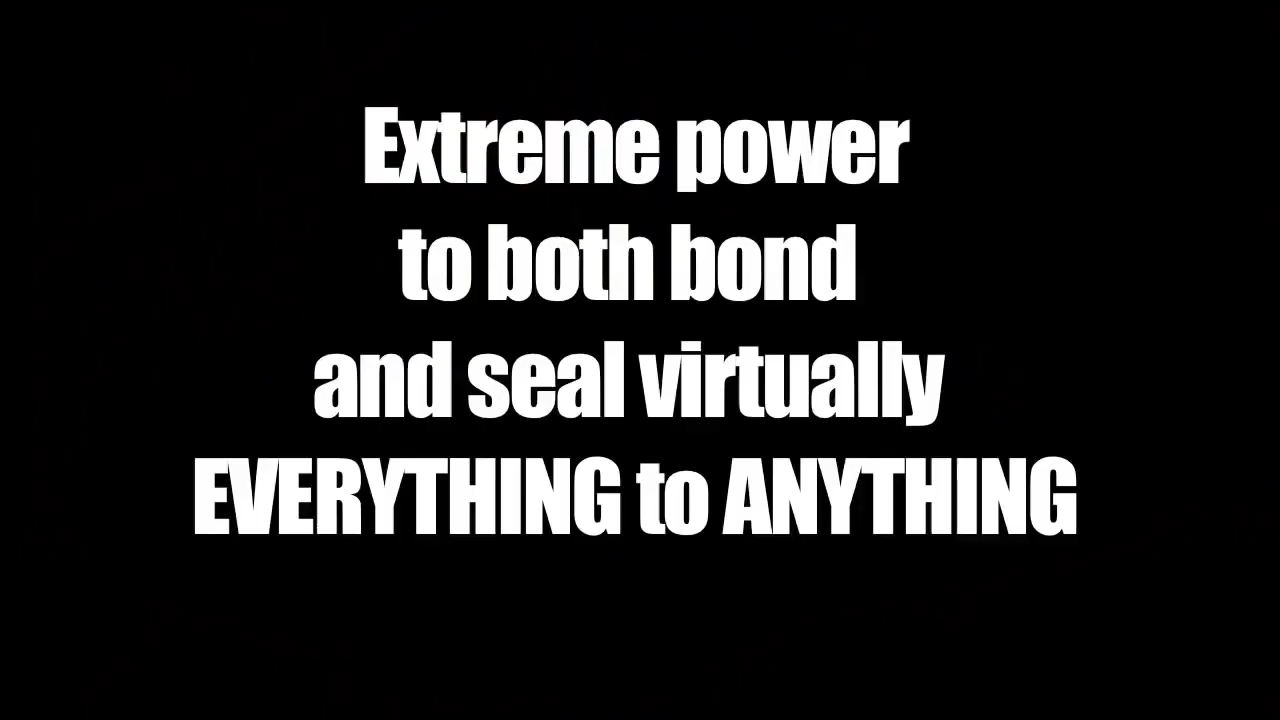 Extreme power
to both bond
and seal virtually
EVERYTHING to ANYTHING